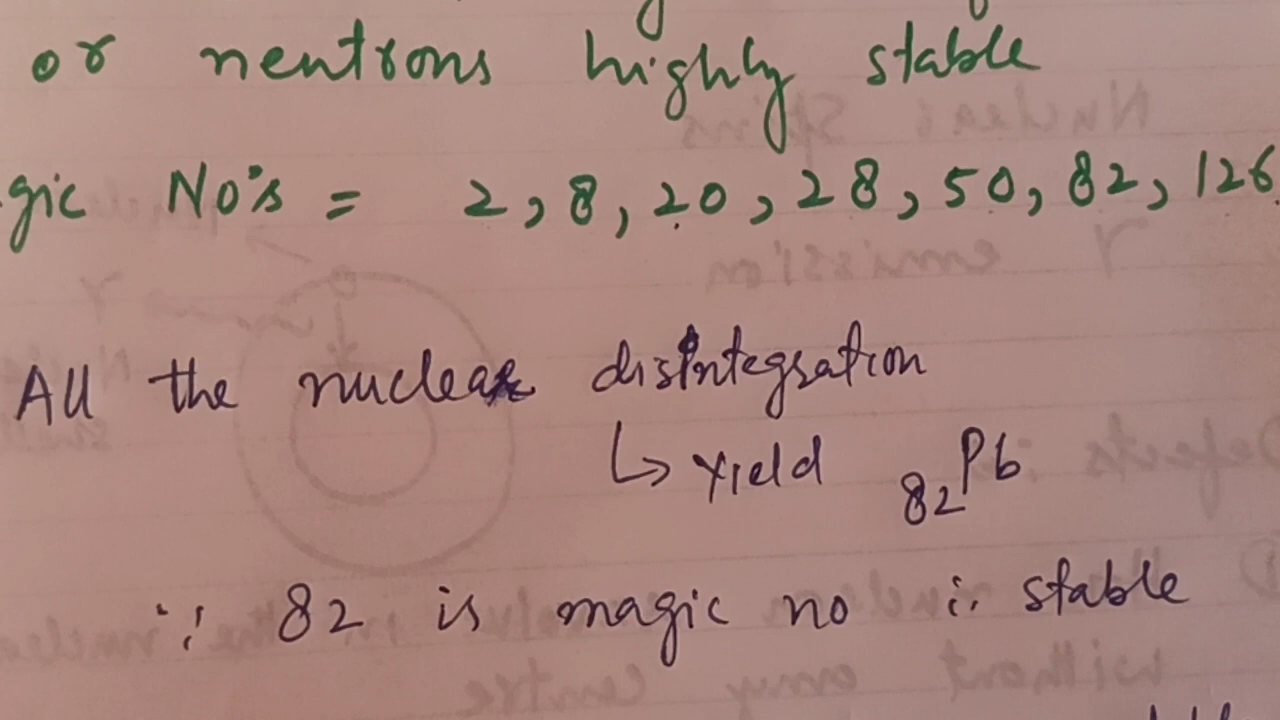 or neutrons highly stable
gic No's = 2, 8, 20, 28, 50, 82, 126
All the nuclear disintegration
↳ yield ₈₂Pb
∵ 82 is magic no ∴ stable